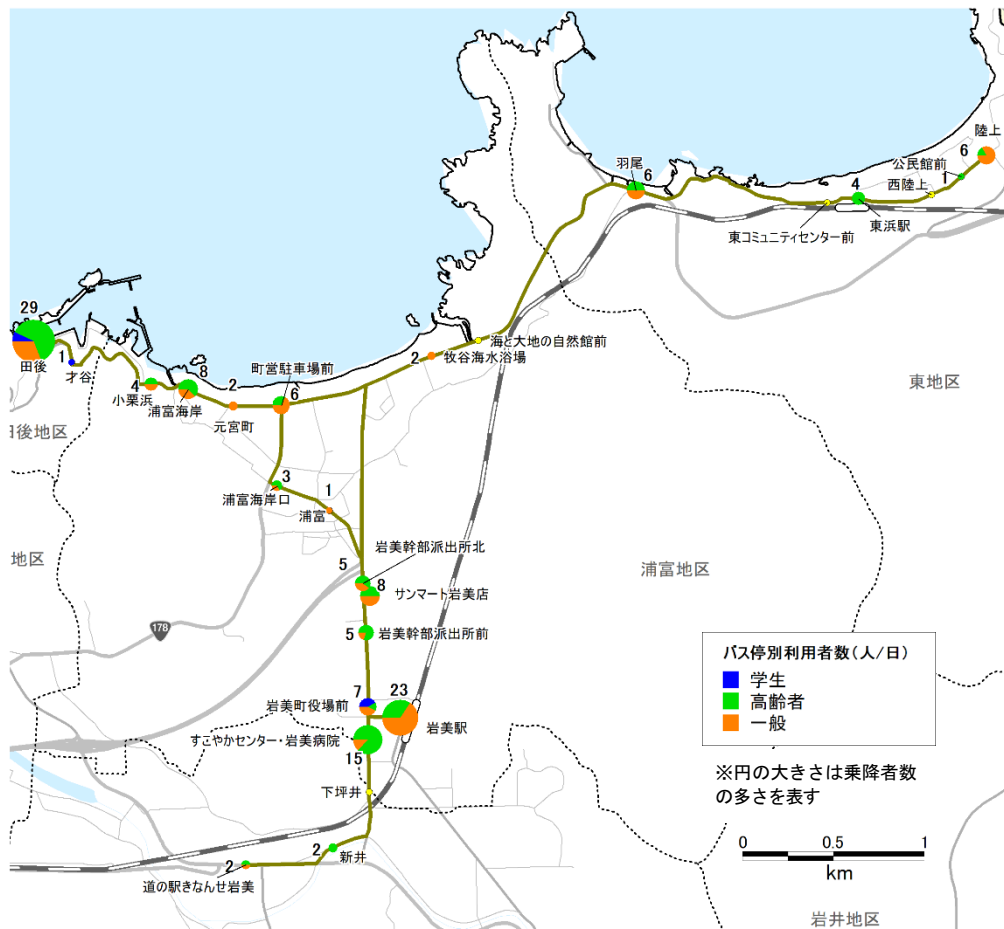 陸上
6
公民館前
1
西陸上
羽尾
6
4
東浜駅
東コミュニティセンター前
29
田後
1
才谷
4
小栗浜
8
浦富海岸
2
元宮町
町営駐車場前
6
2
牧谷海水浴場
海と大地の自然館前
東地区
田後地区
3
浦富海岸口
1
浦富
地区
岩美幹部派出所北
5
8
サンマート岩美店
浦富地区
178
5
岩美幹部派出所前
7
岩美町役場前
23
岩美駅
すこやかセンター・岩美病院
15
下坪井
2
新井
2
道の駅きなんせ岩美
バス停別利用者数(人/日)
学生
高齢者
一般
※円の大きさは乗降者数
の多さを表す
0 0.5 1
km
岩井地区